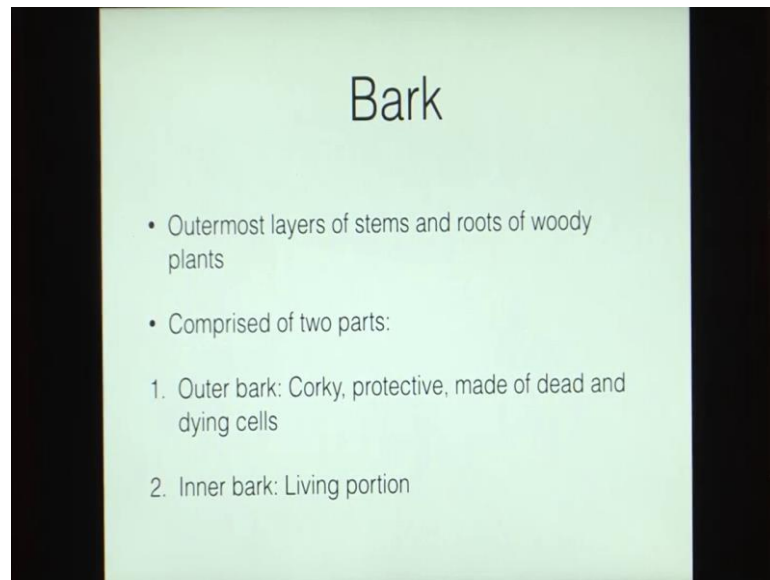 Bark
• Outermost layers of stems and roots of woody
plants
• Comprised of two parts:
1. Outer bark: Corky, protective, made of dead and
dying cells
2. Inner bark: Living portion